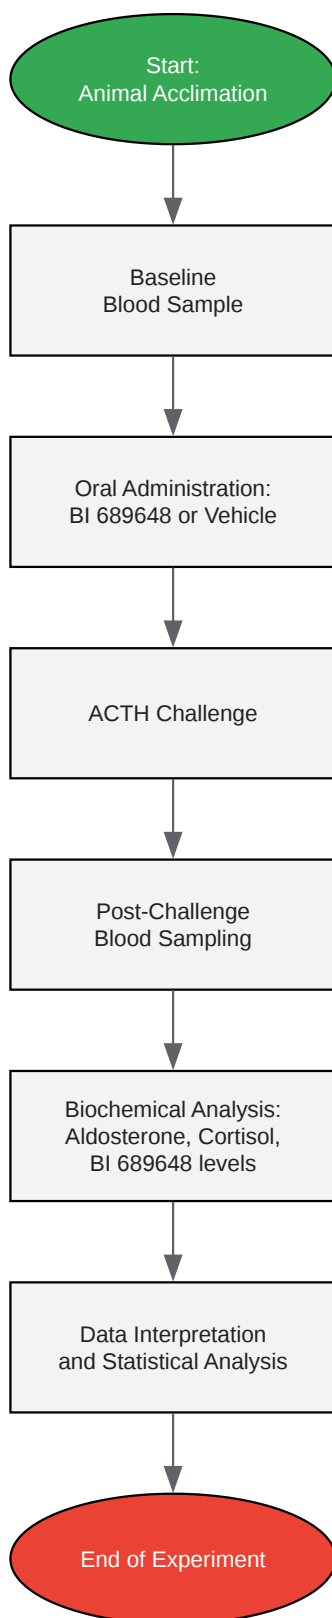 Start:
Animal Acclimation
Baseline
Blood Sample
Oral Administration:
BI 689648 or Vehicle
ACTH Challenge
Post-Challenge
Blood Sampling
Biochemical Analysis:
Aldosterone, Cortisol,
BI 689648 levels
Data Interpretation
and Statistical Analysis
End of Experiment